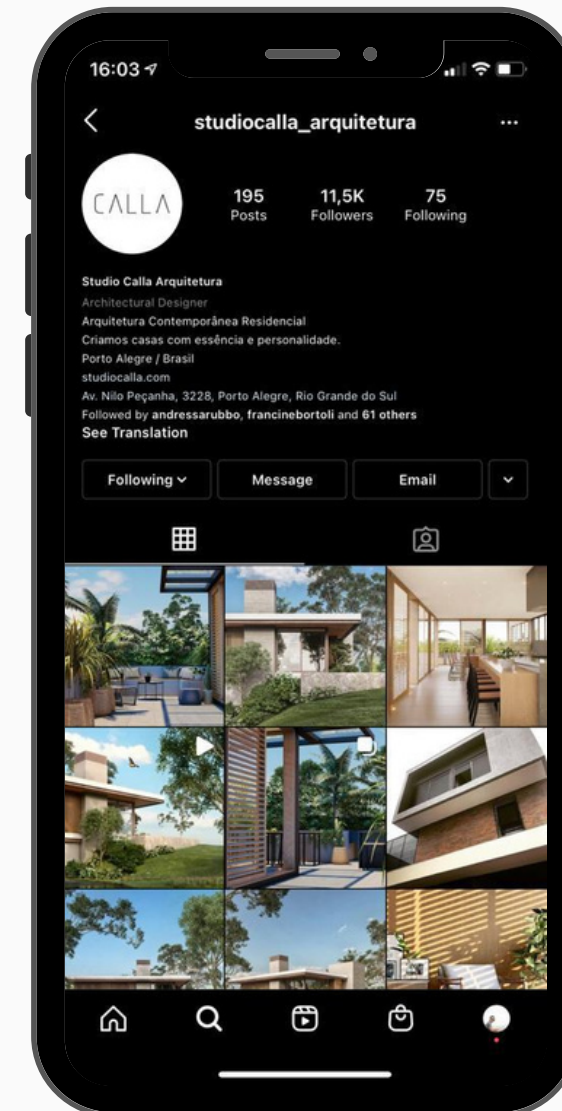 16:03
studiocalla_arquitetura
CALLA
195 11,5K 75
Posts Followers Following
Studio Calla Arquitetura
Architectural Designer
Arquitetura Contemporânea Residencial
Criamos casas com essência e personalidade.
Porto Alegre / Brasil
studiocalla.com
Av. Nilo Peçanha, 3228, Porto Alegre, Rio Grande do Sul
Followed by andressarubbo, francinebortoli and 61 others
See Translation
Following Message Email